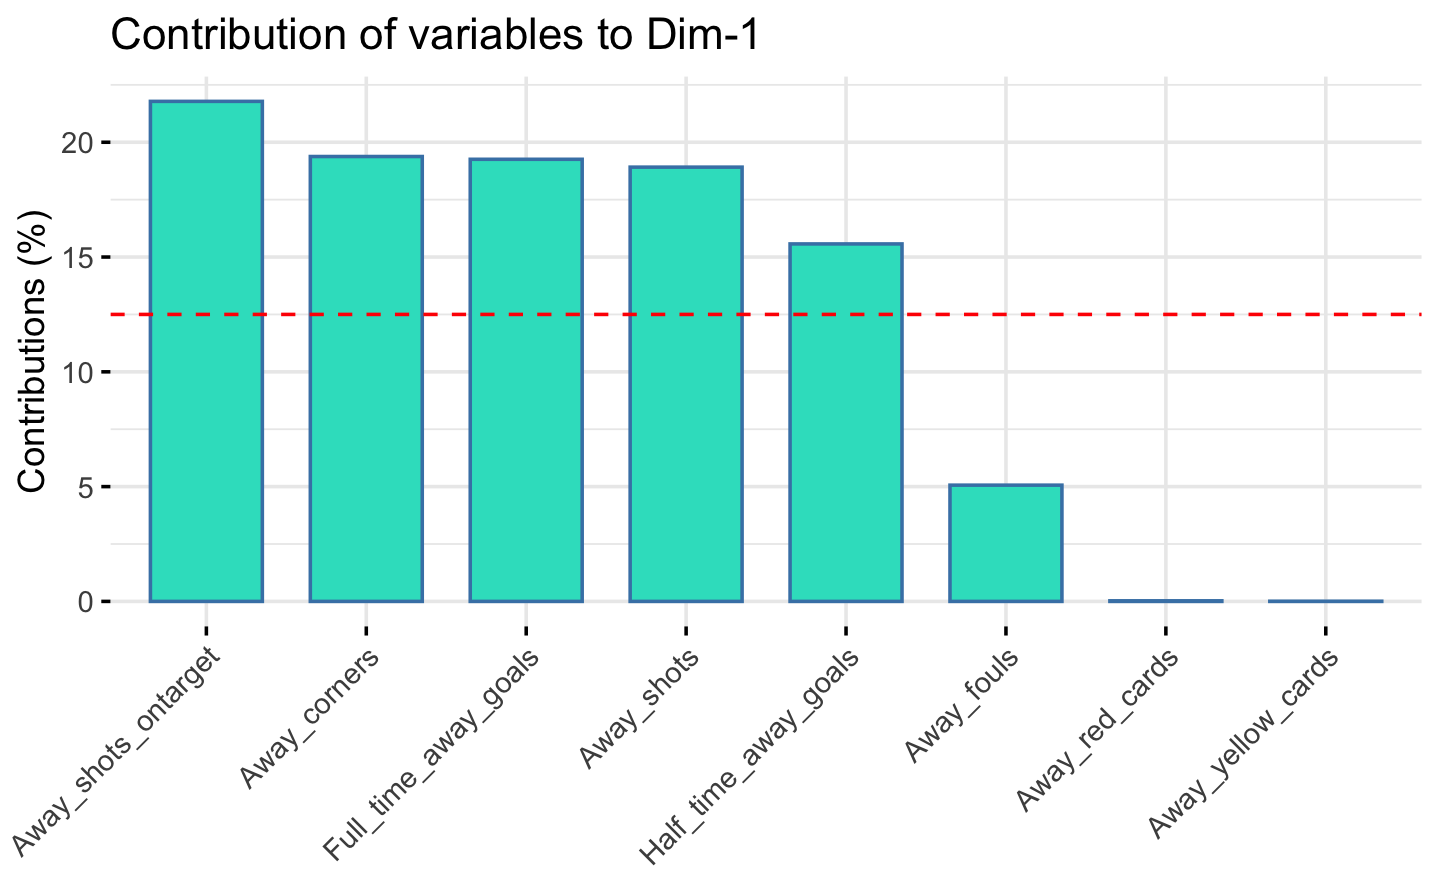 Contribution of variables to Dim-1
Contributions (%)
20
15
10
5
0
Away_shots_ontarget
Away_corners
Full_time_away_goals
Away_shots
Half_time_away_goals
Away_fouls
Away_red_cards
Away_yellow_cards